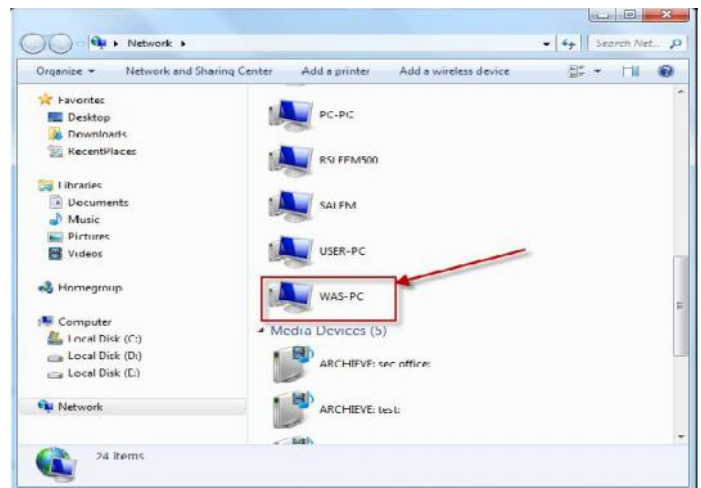 Network
Search Net...
Organize
Network and Sharing Center
Add a printer
Add a wireless device
Favorites
Desktop
Downloads
RecentPlaces
Libraries
Documents
Music
Pictures
Videos
Homegroup
Computer
Local Disk (C:)
Local Disk (D:)
Local Disk (E:)
Network
PC-PC
RSLEEM500
SALEM
USER-PC
WAS-PC
Media Devices (5)
ARCHIEVE: sec office:
ARCHIEVE: test:
24 items